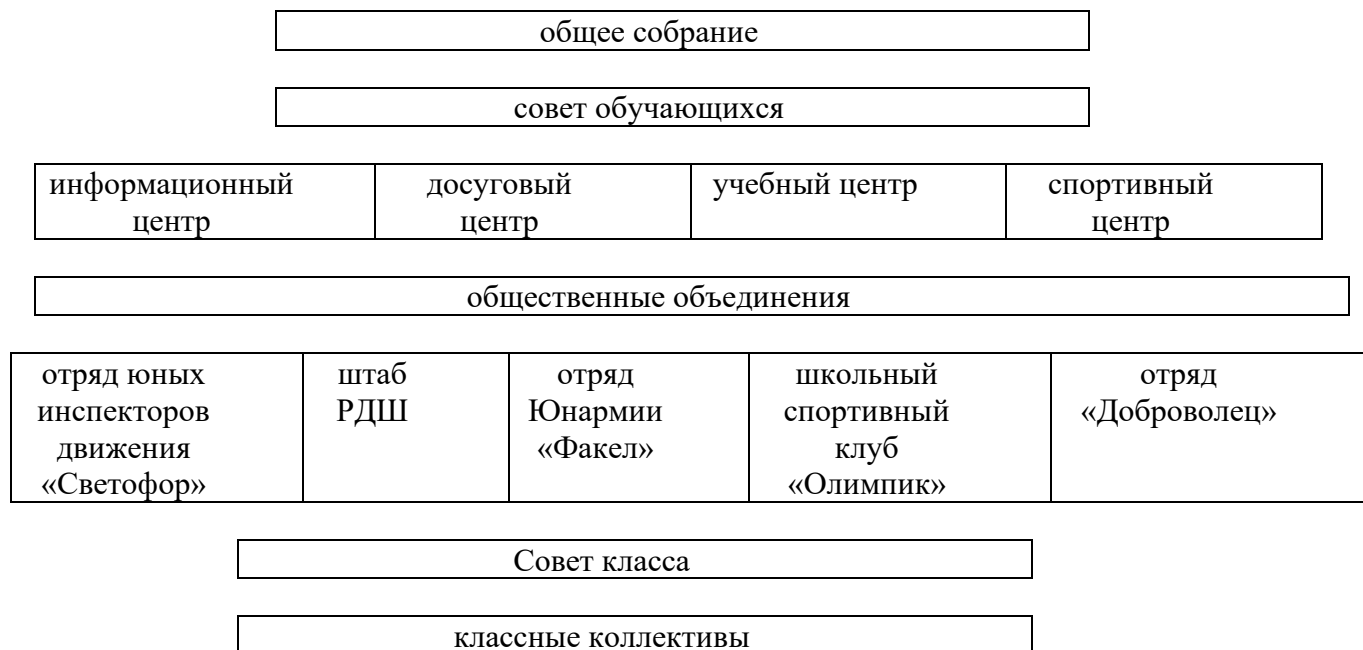 общее собрание
совет обучающихся
информационный
центр
досуговый
центр
учебный центр
спортивный
центр
общественные объединения
отряд юных
инспекторов
движения
«Светофор»
штаб
РДШ
отряд
Юнармии
«Факел»
школьный
спортивный
клуб
«Олимпик»
отряд
«Доброволец»
Совет класса
классные коллективы